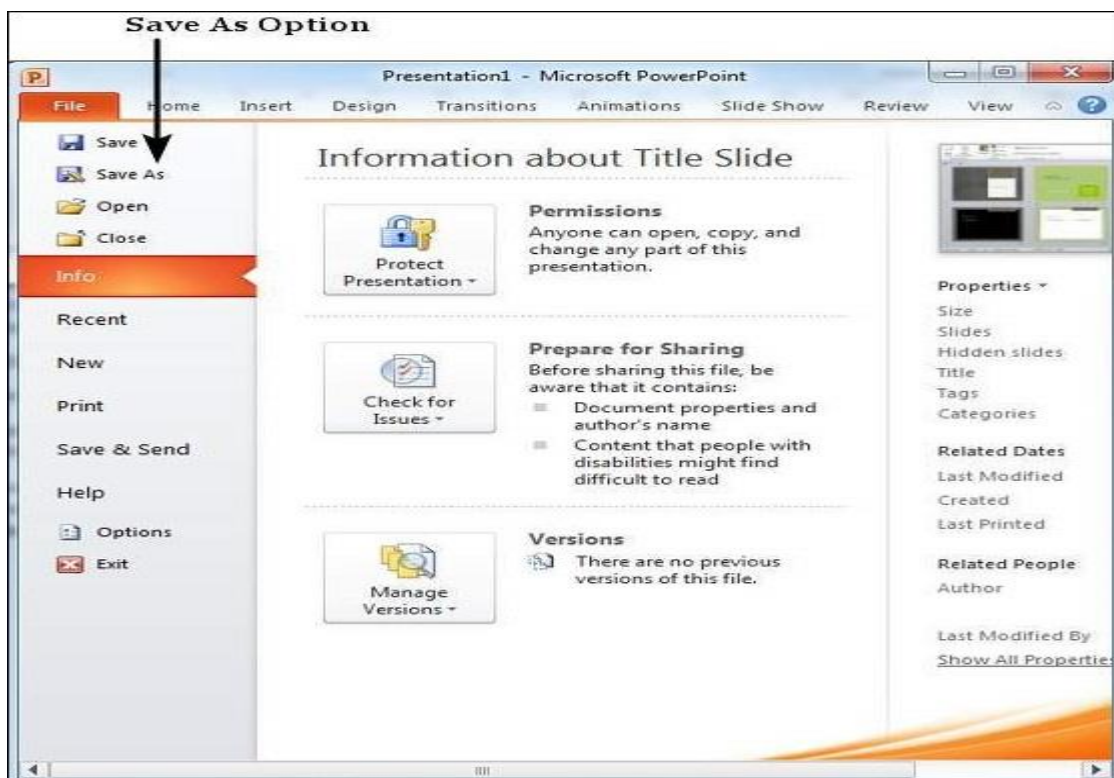 Save As Option
Presentation1 - Microsoft PowerPoint
File Home Insert Design Transitions Animations Slide Show Review View
Save
Save As
Open
Close
Info
Recent
New
Print
Save & Send
Help
Options
Exit
Information about Title Slide
Protect
Presentation
Permissions
Anyone can open, copy, and
change any part of this
presentation.
Check for
Issues
Prepare for Sharing
Before sharing this file, be
aware that it contains:
Document properties and
author's name
Content that people with
disabilities might find
difficult to read
Manage
Versions
Versions
There are no previous
versions of this file.
Properties
Size
Slides
Hidden slides
Title
Tags
Categories
Related Dates
Last Modified
Created
Last Printed
Related People
Author
Last Modified By
Show All Propertie